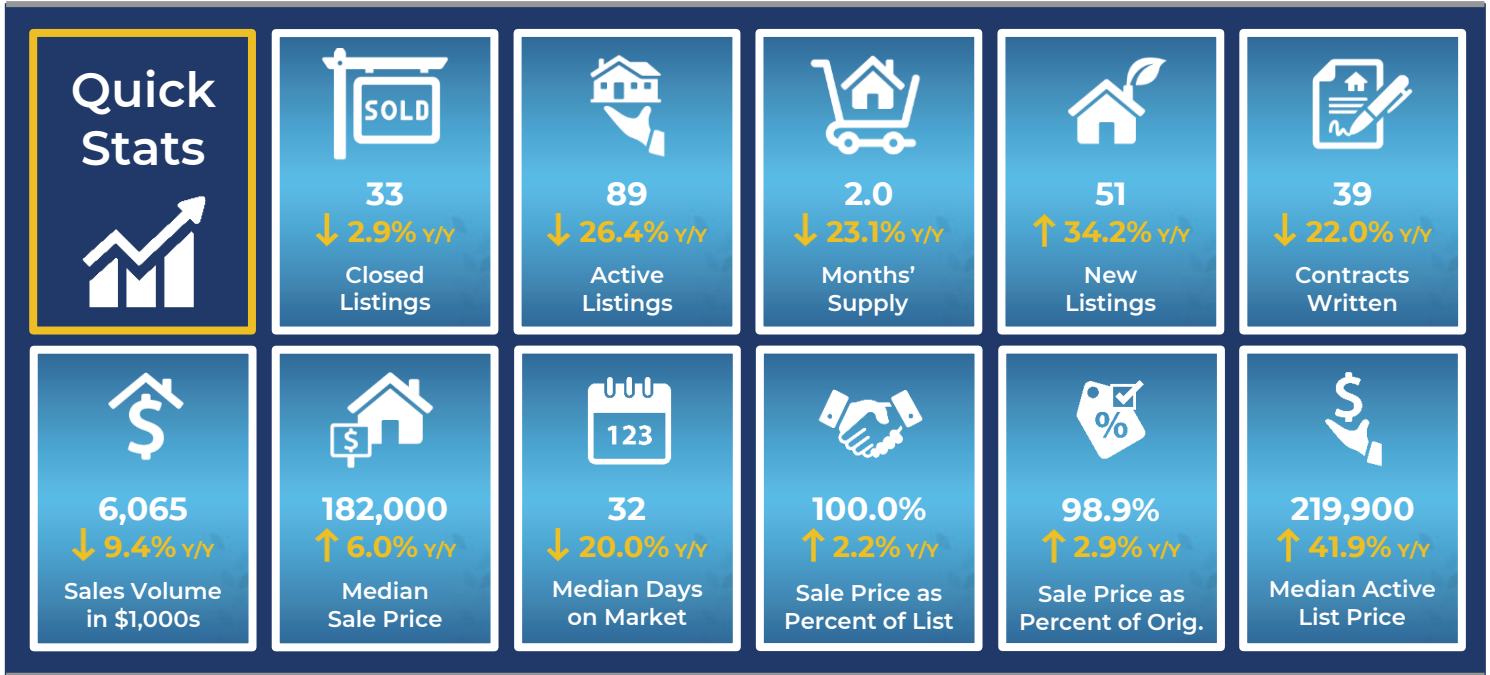 Quick
Stats
SOLD
33
↓ 2.9% Y/Y
Closed
Listings
89
↓ 26.4% Y/Y
Active
Listings
2.0
↓ 23.1% Y/Y
Months’
Supply
51
↑ 34.2% Y/Y
New
Listings
39
↓ 22.0% Y/Y
Contracts
Written
$
6,065
↓ 9.4% Y/Y
Sales Volume
in $1,000s
$
182,000
↑ 6.0% Y/Y
Median
Sale Price
123
32
↓ 20.0% Y/Y
Median Days
on Market
100.0%
↑ 2.2% Y/Y
Sale Price as
Percent of List
%
98.9%
↑ 2.9% Y/Y
Sale Price as
Percent of Orig.
$
219,900
↑ 41.9% Y/Y
Median Active
List Price